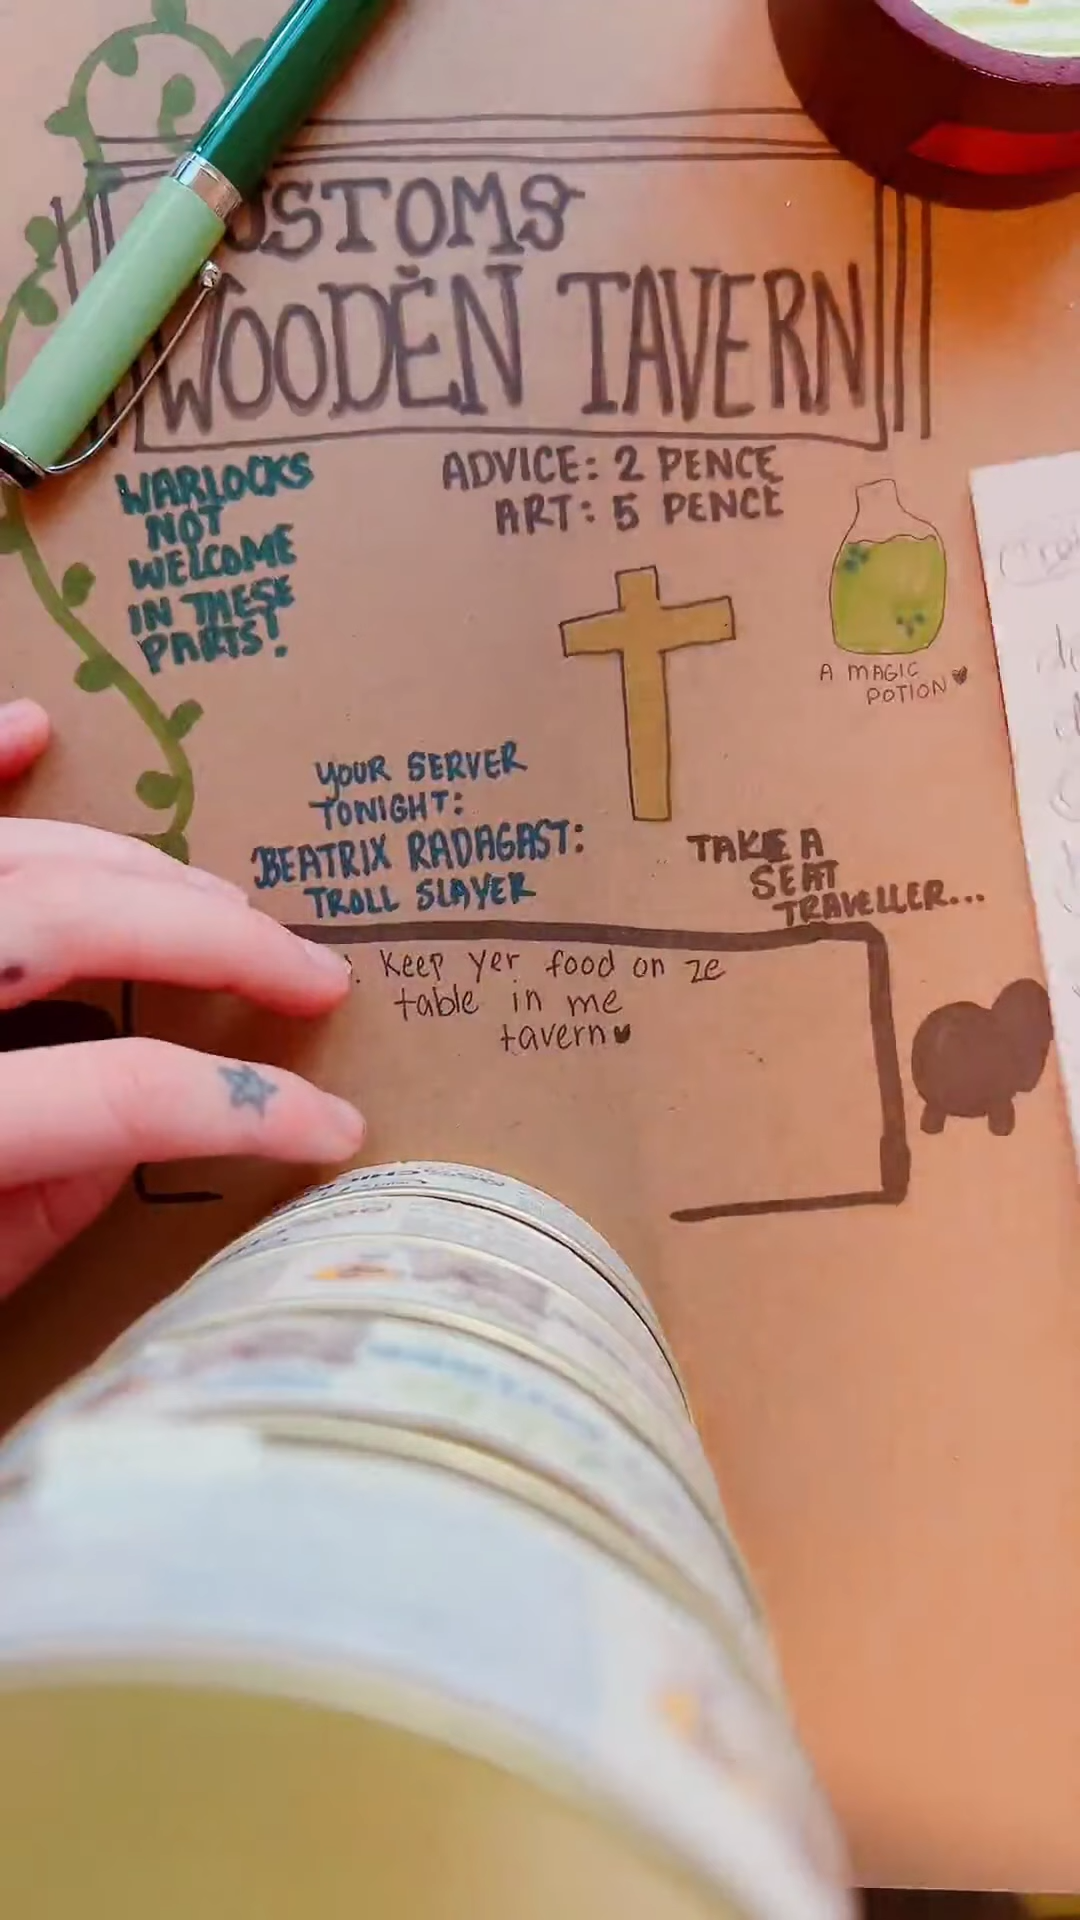 STOMS
WOODEN TAVERN
WARLOCKS
NOT
WELCOME
IN THESE
PARTS!
ADVICE: 2 PENCE
ART: 5 PENCE
A MAGIC
POTION
YOUR SERVER
TONIGHT:
BEATRIX RADAGAST:
TROLL SLAYER
TAKE A
SEAT
TRAVELLER...
Keep yer food on ze
table in me
tavern